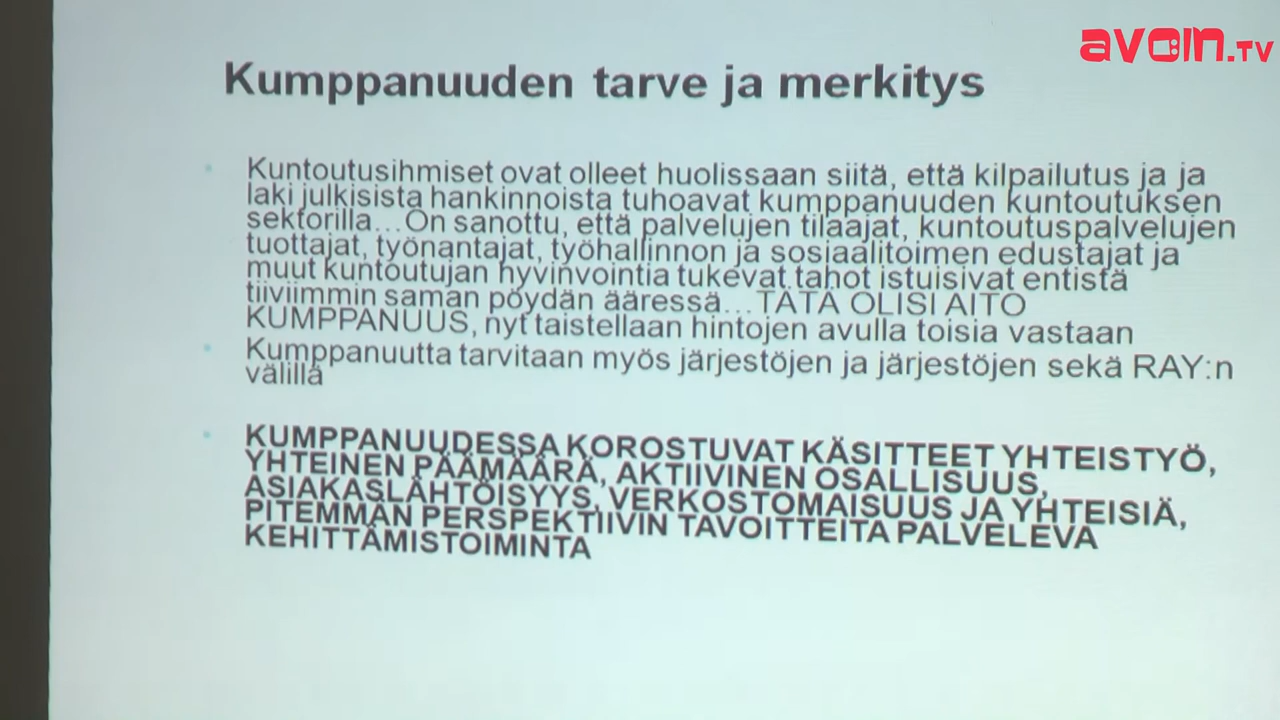 avoin.tv
Kumppanuuden tarve ja merkitys
Kuntoutusihmiset ovat olleet huolissaan siitä, että kilpailutus ja ja
laki julkisista hankinnoista tuhoavat kumppanuuden kuntoutuksen
sektorilla…On sanottu, että palvelujen tilaajat, kuntoutuspalvelujen
tuottajat, työnantajat, työhallinnon ja sosiaalitoimen edustajat ja
muut kuntoutujan hyvinvointia tukevat tahot istuisivat entistä
tiiviimmin saman pöydän ääressä…TÄTÄ OLISI AITO
KUMPPANUUS, nyt taistellaan hintojen avulla toisia vastaan
Kumppanuutta tarvitaan myös järjestöjen ja järjestöjen sekä RAY:n
välillä
KUMPPANUUDESSA KOROSTUVAT KÄSITTEET YHTEISTYÖ,
YHTEINEN PÄÄMÄÄRÄ, AKTIIVINEN OSALLISUUS,
ASIAKASLÄHTÖISYYS, VERKOSTOMAISUUS JA YHTEISIÄ,
PITEMMÄN PERSPEKTIIVIN TAVOITTEITA PALVELEVA
KEHITTÄMISTOIMINTA